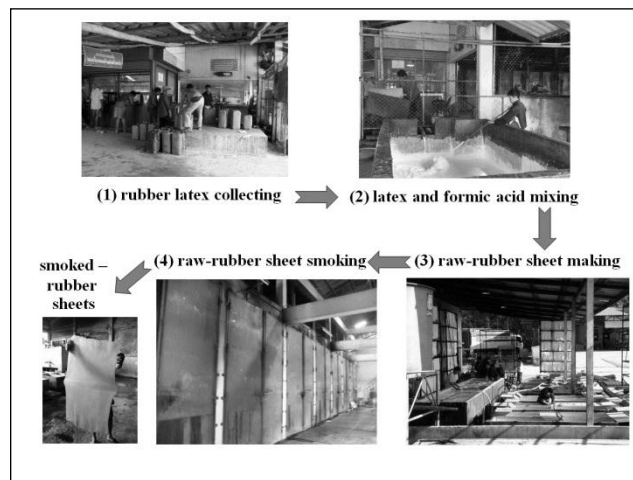 (1) rubber latex collecting
(2) latex and formic acid mixing
(3) raw-rubber sheet making
(4) raw-rubber sheet smoking
smoked –
rubber
sheets